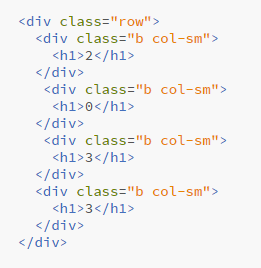 <div class="row">
  <div class="b col-sm">
    <h1>2</h1>
  </div>
   <div class="b col-sm">
    <h1>0</h1>
  </div>
   <div class="b col-sm">
    <h1>3</h1>
  </div>
  <div class="b col-sm">
    <h1>3</h1>
  </div>
</div>